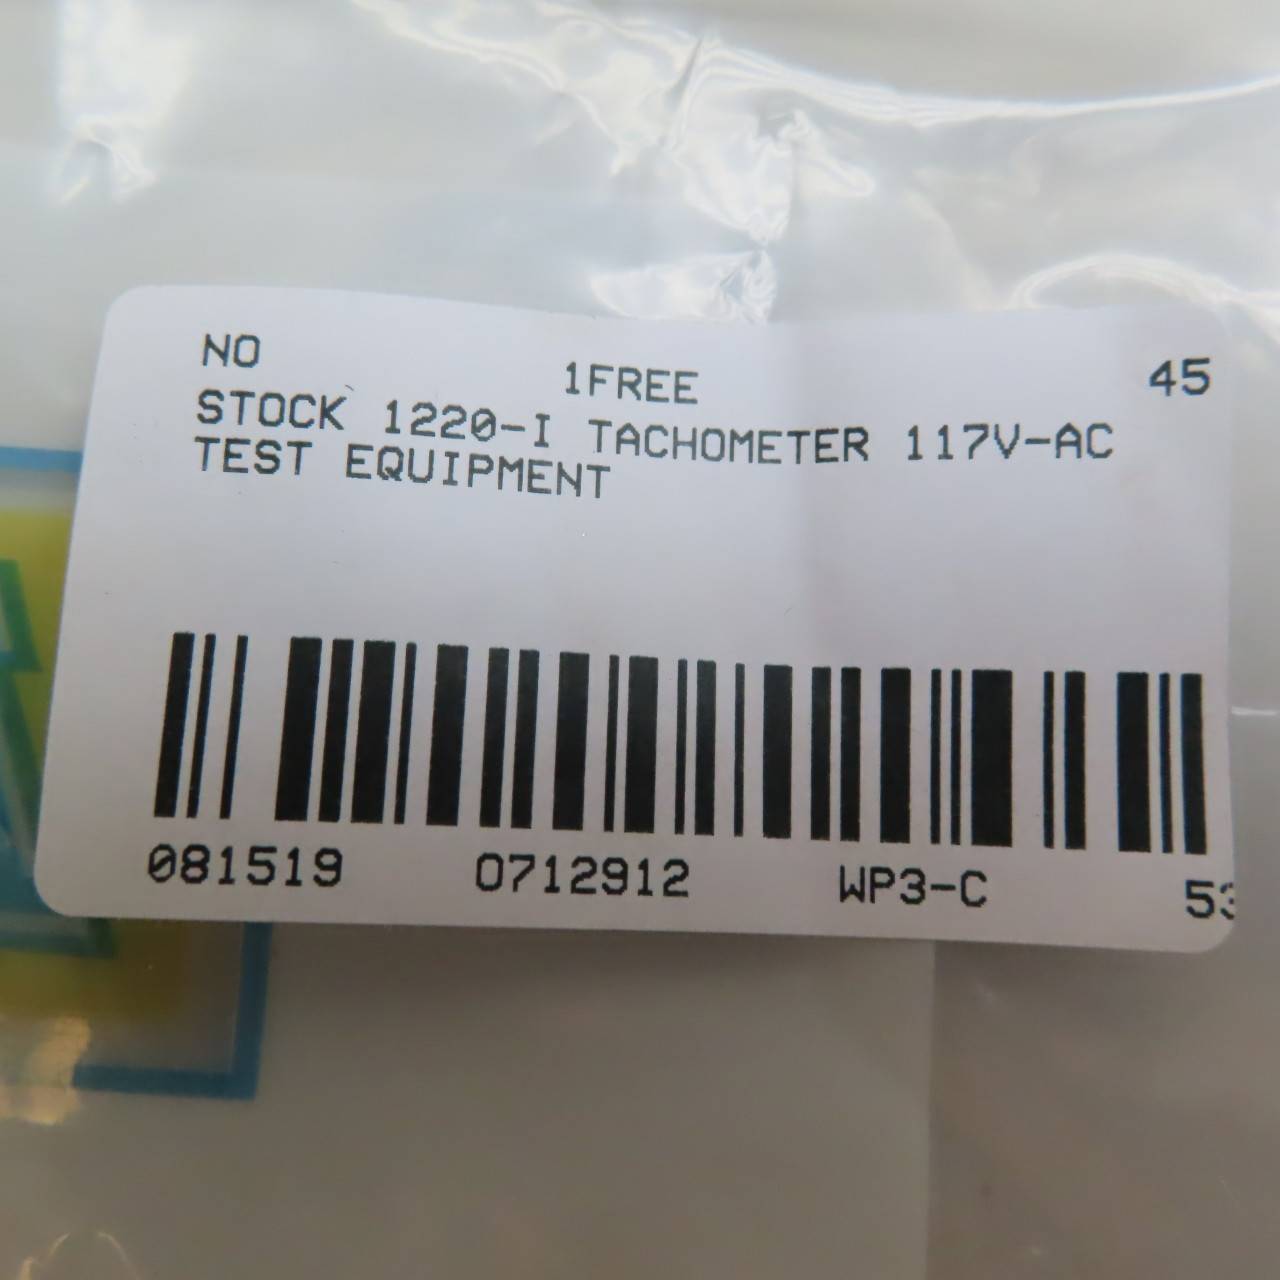 NO 1FREE 45
STOCK 1220-I TACHOMETER 117V-AC
TEST EQUIPMENT
081519 0712912 WP3-C 53